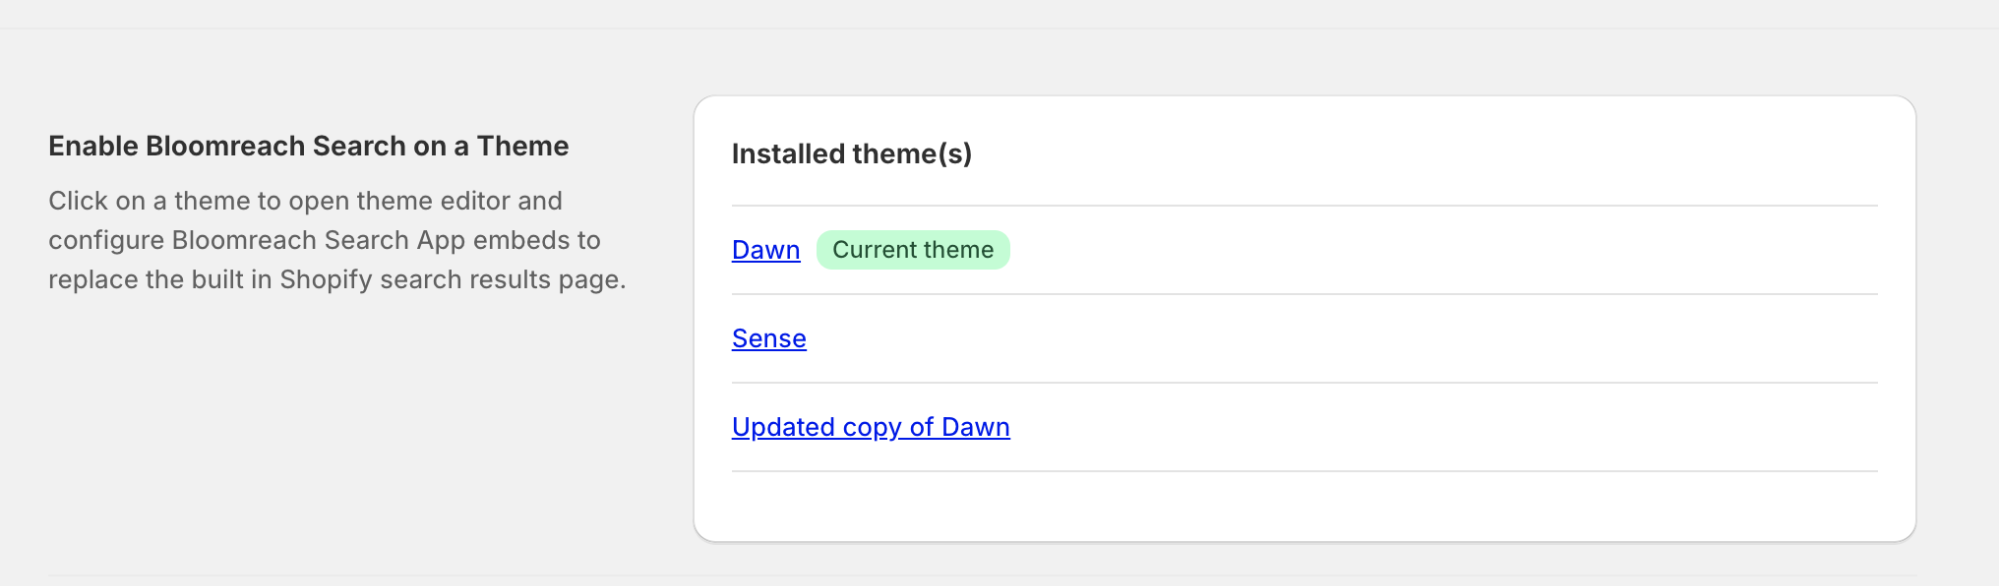 Enable Bloomreach Search on a Theme
Click on a theme to open theme editor and
configure Bloomreach Search App embeds to
replace the built in Shopify search results page.
Installed theme(s)
Dawn Current theme
Sense
Updated copy of Dawn